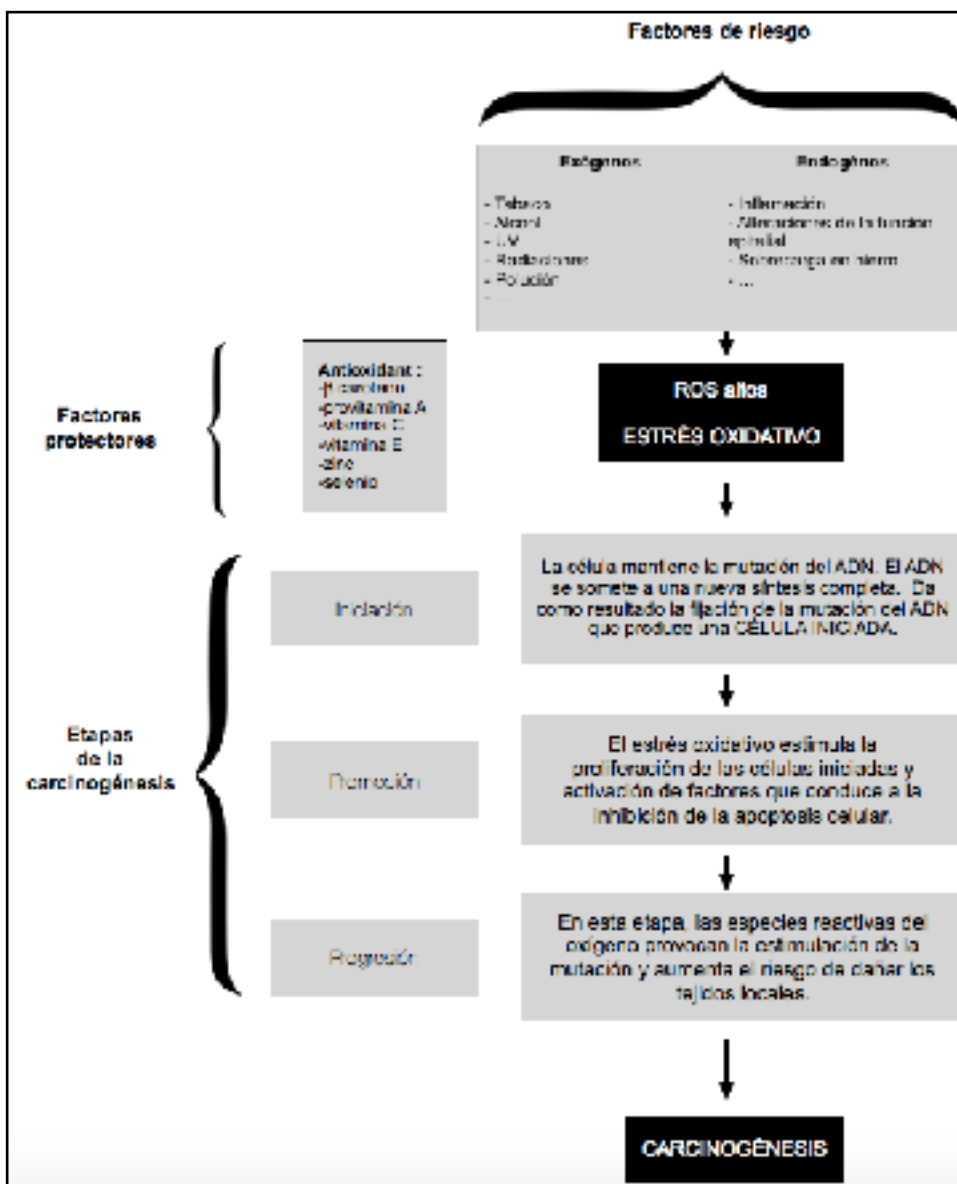 Factores de riesgo
Exógenos
- Tabaco
- Alcool
- UV
- Radiaciones
- Polución
- ...
Endogénos
- Inflamación
- Alteraciones de la función
epitelial
- Sobrecarga en hierro
- ...
Factores
protectores
Antioxidant :
-β caroteno
-provitamina A
-vitamina C
-vitamina E
-zinc
-selenio
ROS altos
ESTRÉS OXIDATIVO
Etapas
de la
carcinogénesis
Iniciación
La célula mantiene la mutación del ADN. El ADN
se somete a una nueva síntesis completa. Da
como resultado la fijación de la mutación del ADN
que produce una CÉLULA INICIADA.
Promoción
El estrés oxidativo estimula la
proliferación de las células iniciadas y
activación de factores que conduce a la
inhibición de la apoptosis celular.
Progresión
En esta etapa, las especies reactivas del
oxígeno provocan la estimulación de la
mutación y aumenta el riesgo de dañar los
tejidos locales.
CARCINOGÉNESIS